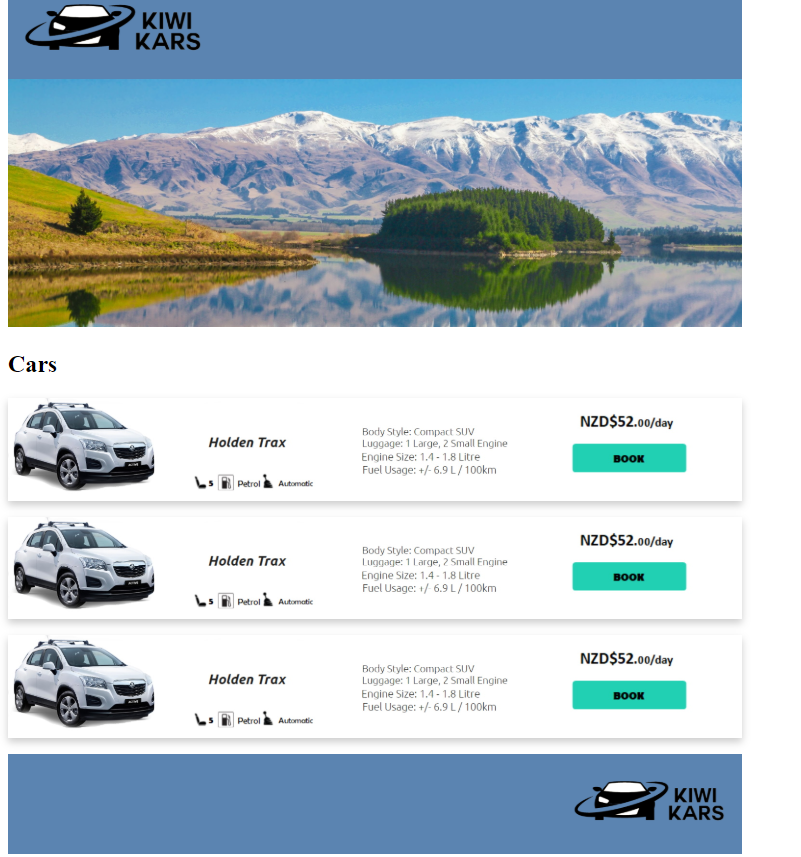 KIWI
KARS
Cars
Holden Trax
5 Petrol Automatic
Body Style: Compact SUV
Luggage: 1 Large, 2 Small Engine
Engine Size: 1.4 - 1.8 Litre
Fuel Usage: +/- 6.9 L / 100km
NZD$52.00/day
BOOK
Holden Trax
5 Petrol Automatic
Body Style: Compact SUV
Luggage: 1 Large, 2 Small Engine
Engine Size: 1.4 - 1.8 Litre
Fuel Usage: +/- 6.9 L / 100km
NZD$52.00/day
BOOK
Holden Trax
5 Petrol Automatic
Body Style: Compact SUV
Luggage: 1 Large, 2 Small Engine
Engine Size: 1.4 - 1.8 Litre
Fuel Usage: +/- 6.9 L / 100km
NZD$52.00/day
BOOK
KIWI
KARS